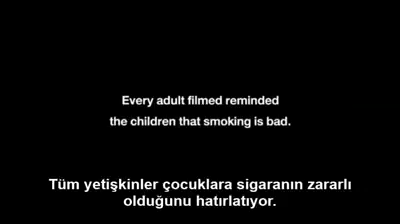 Every adult filmed reminded
the children that smoking is bad.
Tüm yetişkinler çocuklara sigaranın zararlı
olduğunu hatırlatıyor.